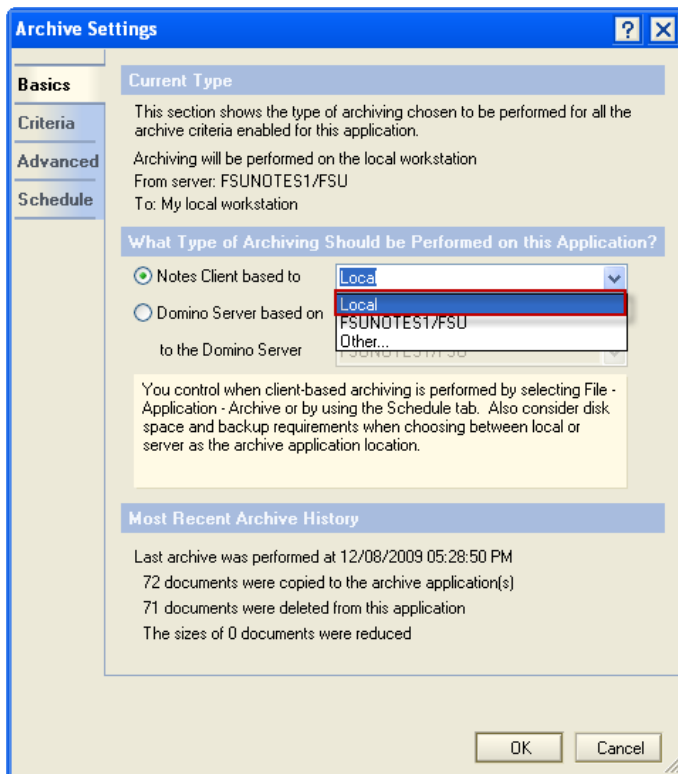 Archive Settings
Basics
Criteria
Advanced
Schedule
Current Type
This section shows the type of archiving chosen to be performed for all the
archive criteria enabled for this application.
Archiving will be performed on the local workstation
From server: FSUNOTES1/FSU
To: My local workstation
What Type of Archiving Should be Performed on this Application?
Notes Client based to
Local
Local
FSUNOTES1/FSU
Other...
Domino Server based on
to the Domino Server
FSUNOTES1/FSU
You control when client-based archiving is performed by selecting File -
Application - Archive or by using the Schedule tab. Also consider disk
space and backup requirements when choosing between local or
server as the archive application location.
Most Recent Archive History
Last archive was performed at 12/08/2009 05:28:50 PM
72 documents were copied to the archive application(s)
71 documents were deleted from this application
The sizes of 0 documents were reduced
OK
Cancel